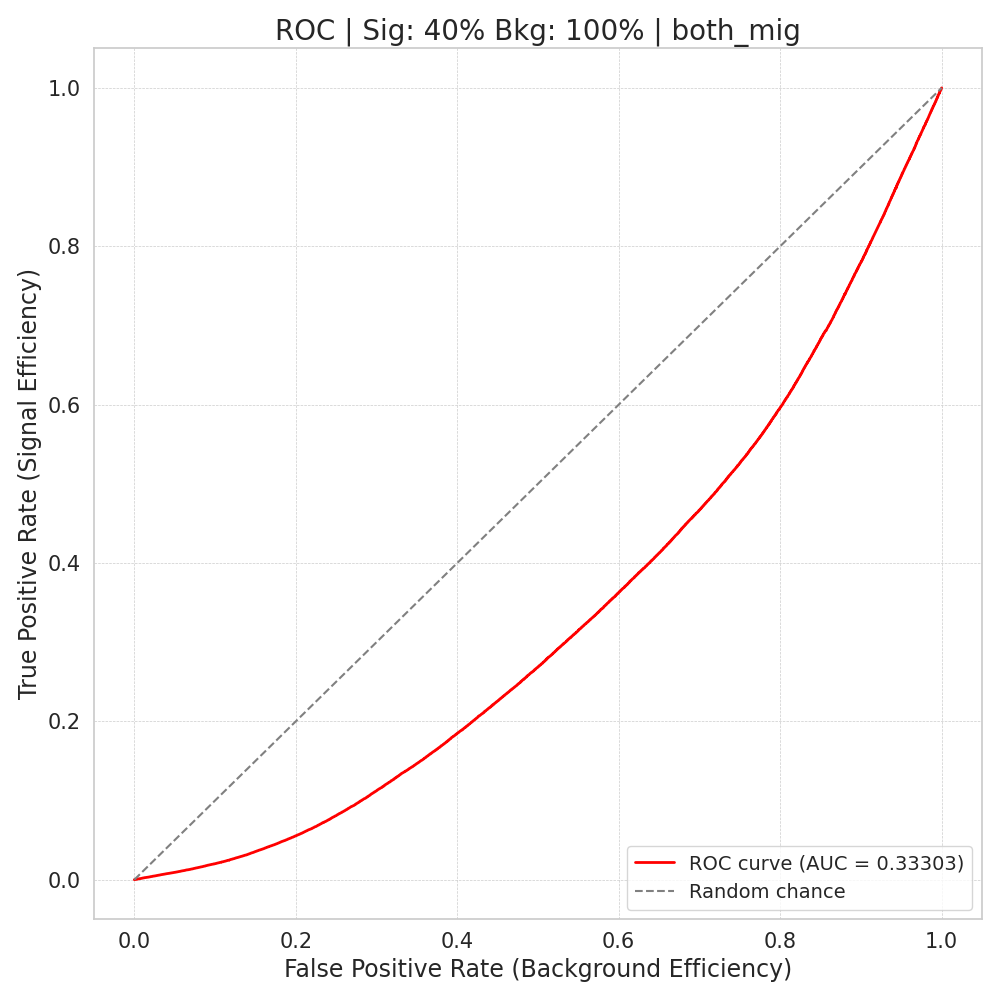 ROC | Sig: 40% Bkg: 100% | both_mig
True Positive Rate (Signal Efficiency)
1.0
0.8
0.6
0.4
0.2
0.0
ROC curve (AUC = 0.33303)
Random chance
0.0 0.2 0.4 0.6 0.8 1.0
False Positive Rate (Background Efficiency)